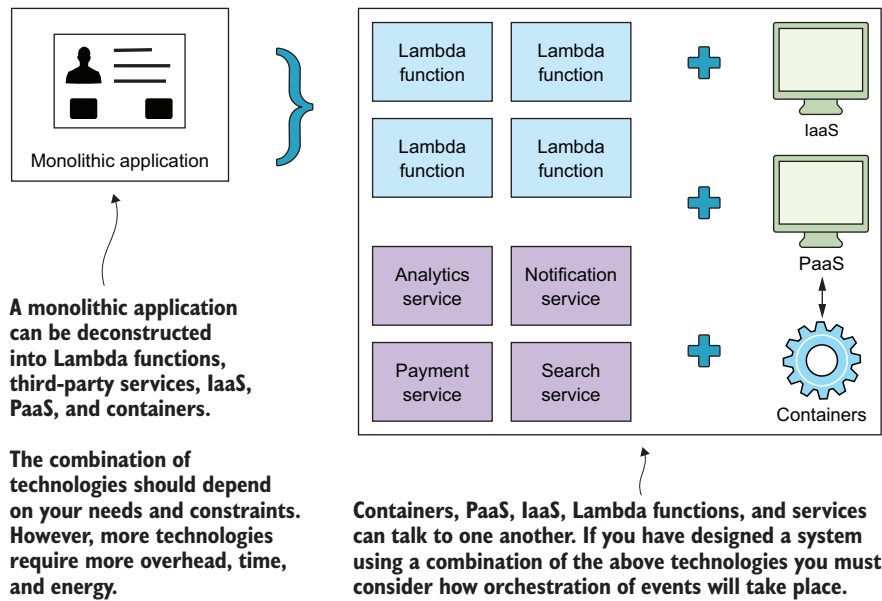 Monolithic application
Lambda
function
Lambda
function
Lambda
function
Lambda
function
Analytics
service
Notification
service
Payment
service
Search
service
IaaS
PaaS
Containers
A monolithic application
can be deconstructed
into Lambda functions,
third-party services, IaaS,
PaaS, and containers.
The combination of
technologies should depend
on your needs and constraints.
However, more technologies
require more overhead, time,
and energy.
Containers, PaaS, IaaS, Lambda functions, and services
can talk to one another. If you have designed a system
using a combination of the above technologies you must
consider how orchestration of events will take place.